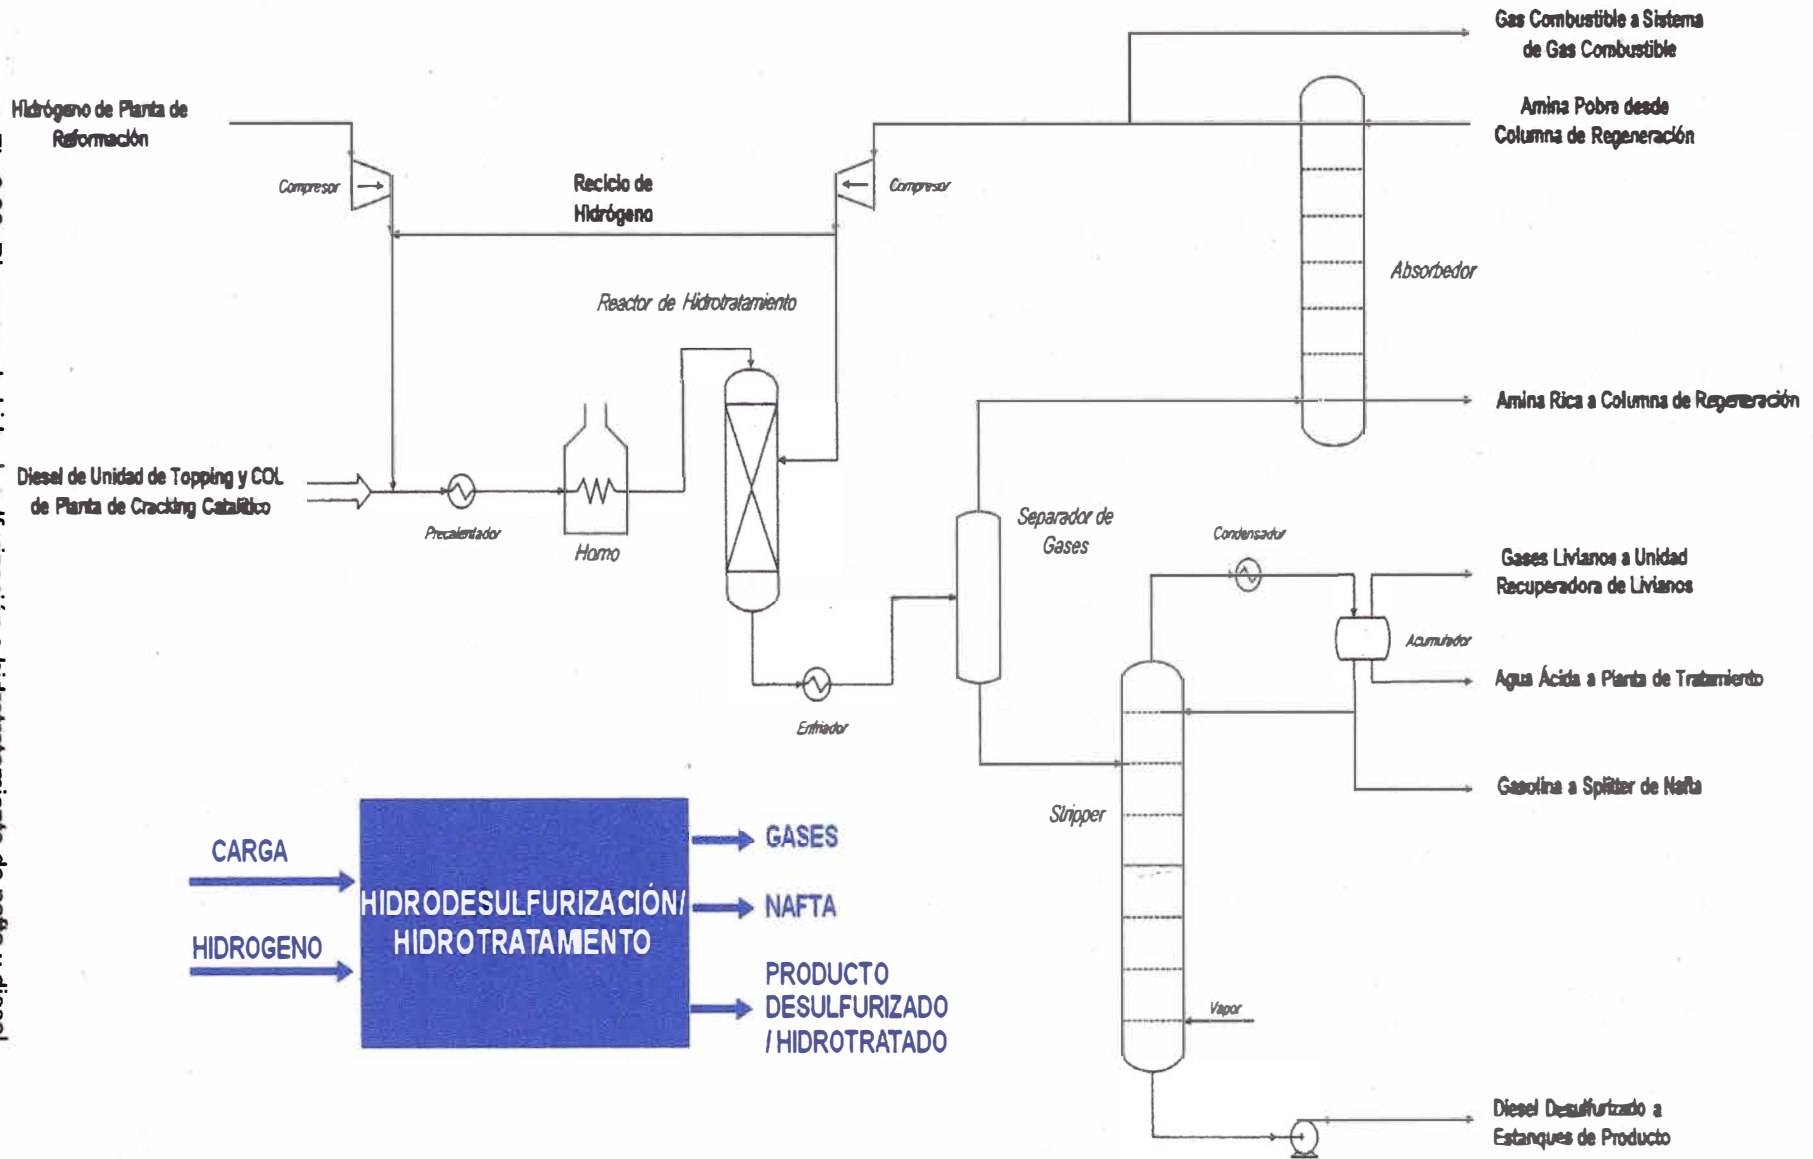 Gas Combustible a Sistema
de Gas Combustible
Hidrógeno de Planta de
Reformación
Amina Pobre desde
Columna de Regeneración
Compresor
Reciclo de
Hidrógeno
Compresor
Absorbedor
Reactor de Hidrotratamiento
Amina Rica a Columna de Regeneración
Diesel de Unidad de Topping y COL
de Planta de Cracking Catalítico
Precalentador
Horno
Separador de
Gases
Condensador
Gases Livianos a Unidad
Recuperadora de Livianos
Acumulador
Agua Ácida a Planta de Tratamiento
Enfriador
Gasolina a Splitter de Nafta
Stripper
CARGA
HIDROGENO
HIDRODESULFURIZACIÓN/
HIDROTRATAMIENTO
GASES
NAFTA
PRODUCTO
DESULFURIZADO
/ HIDROTRATADO
Vapor
Diesel Desulfurizado a
Estanques de Producto